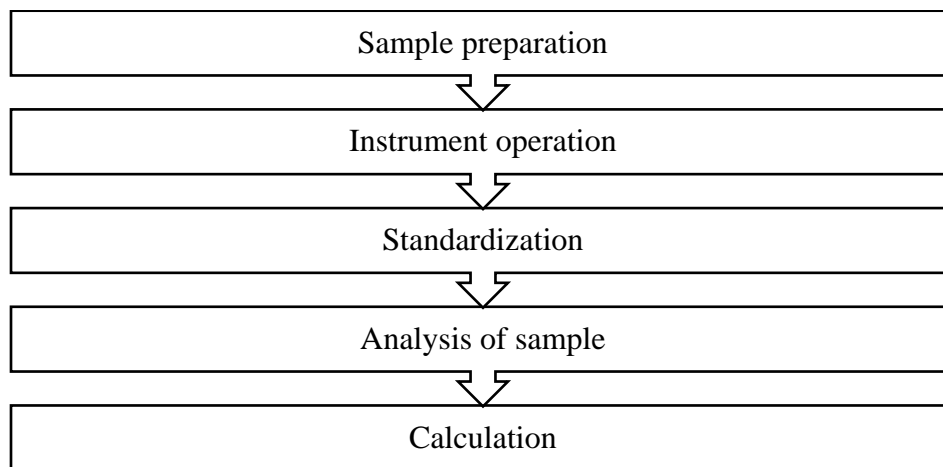 Sample preparation
Instrument operation
Standardization
Analysis of sample
Calculation